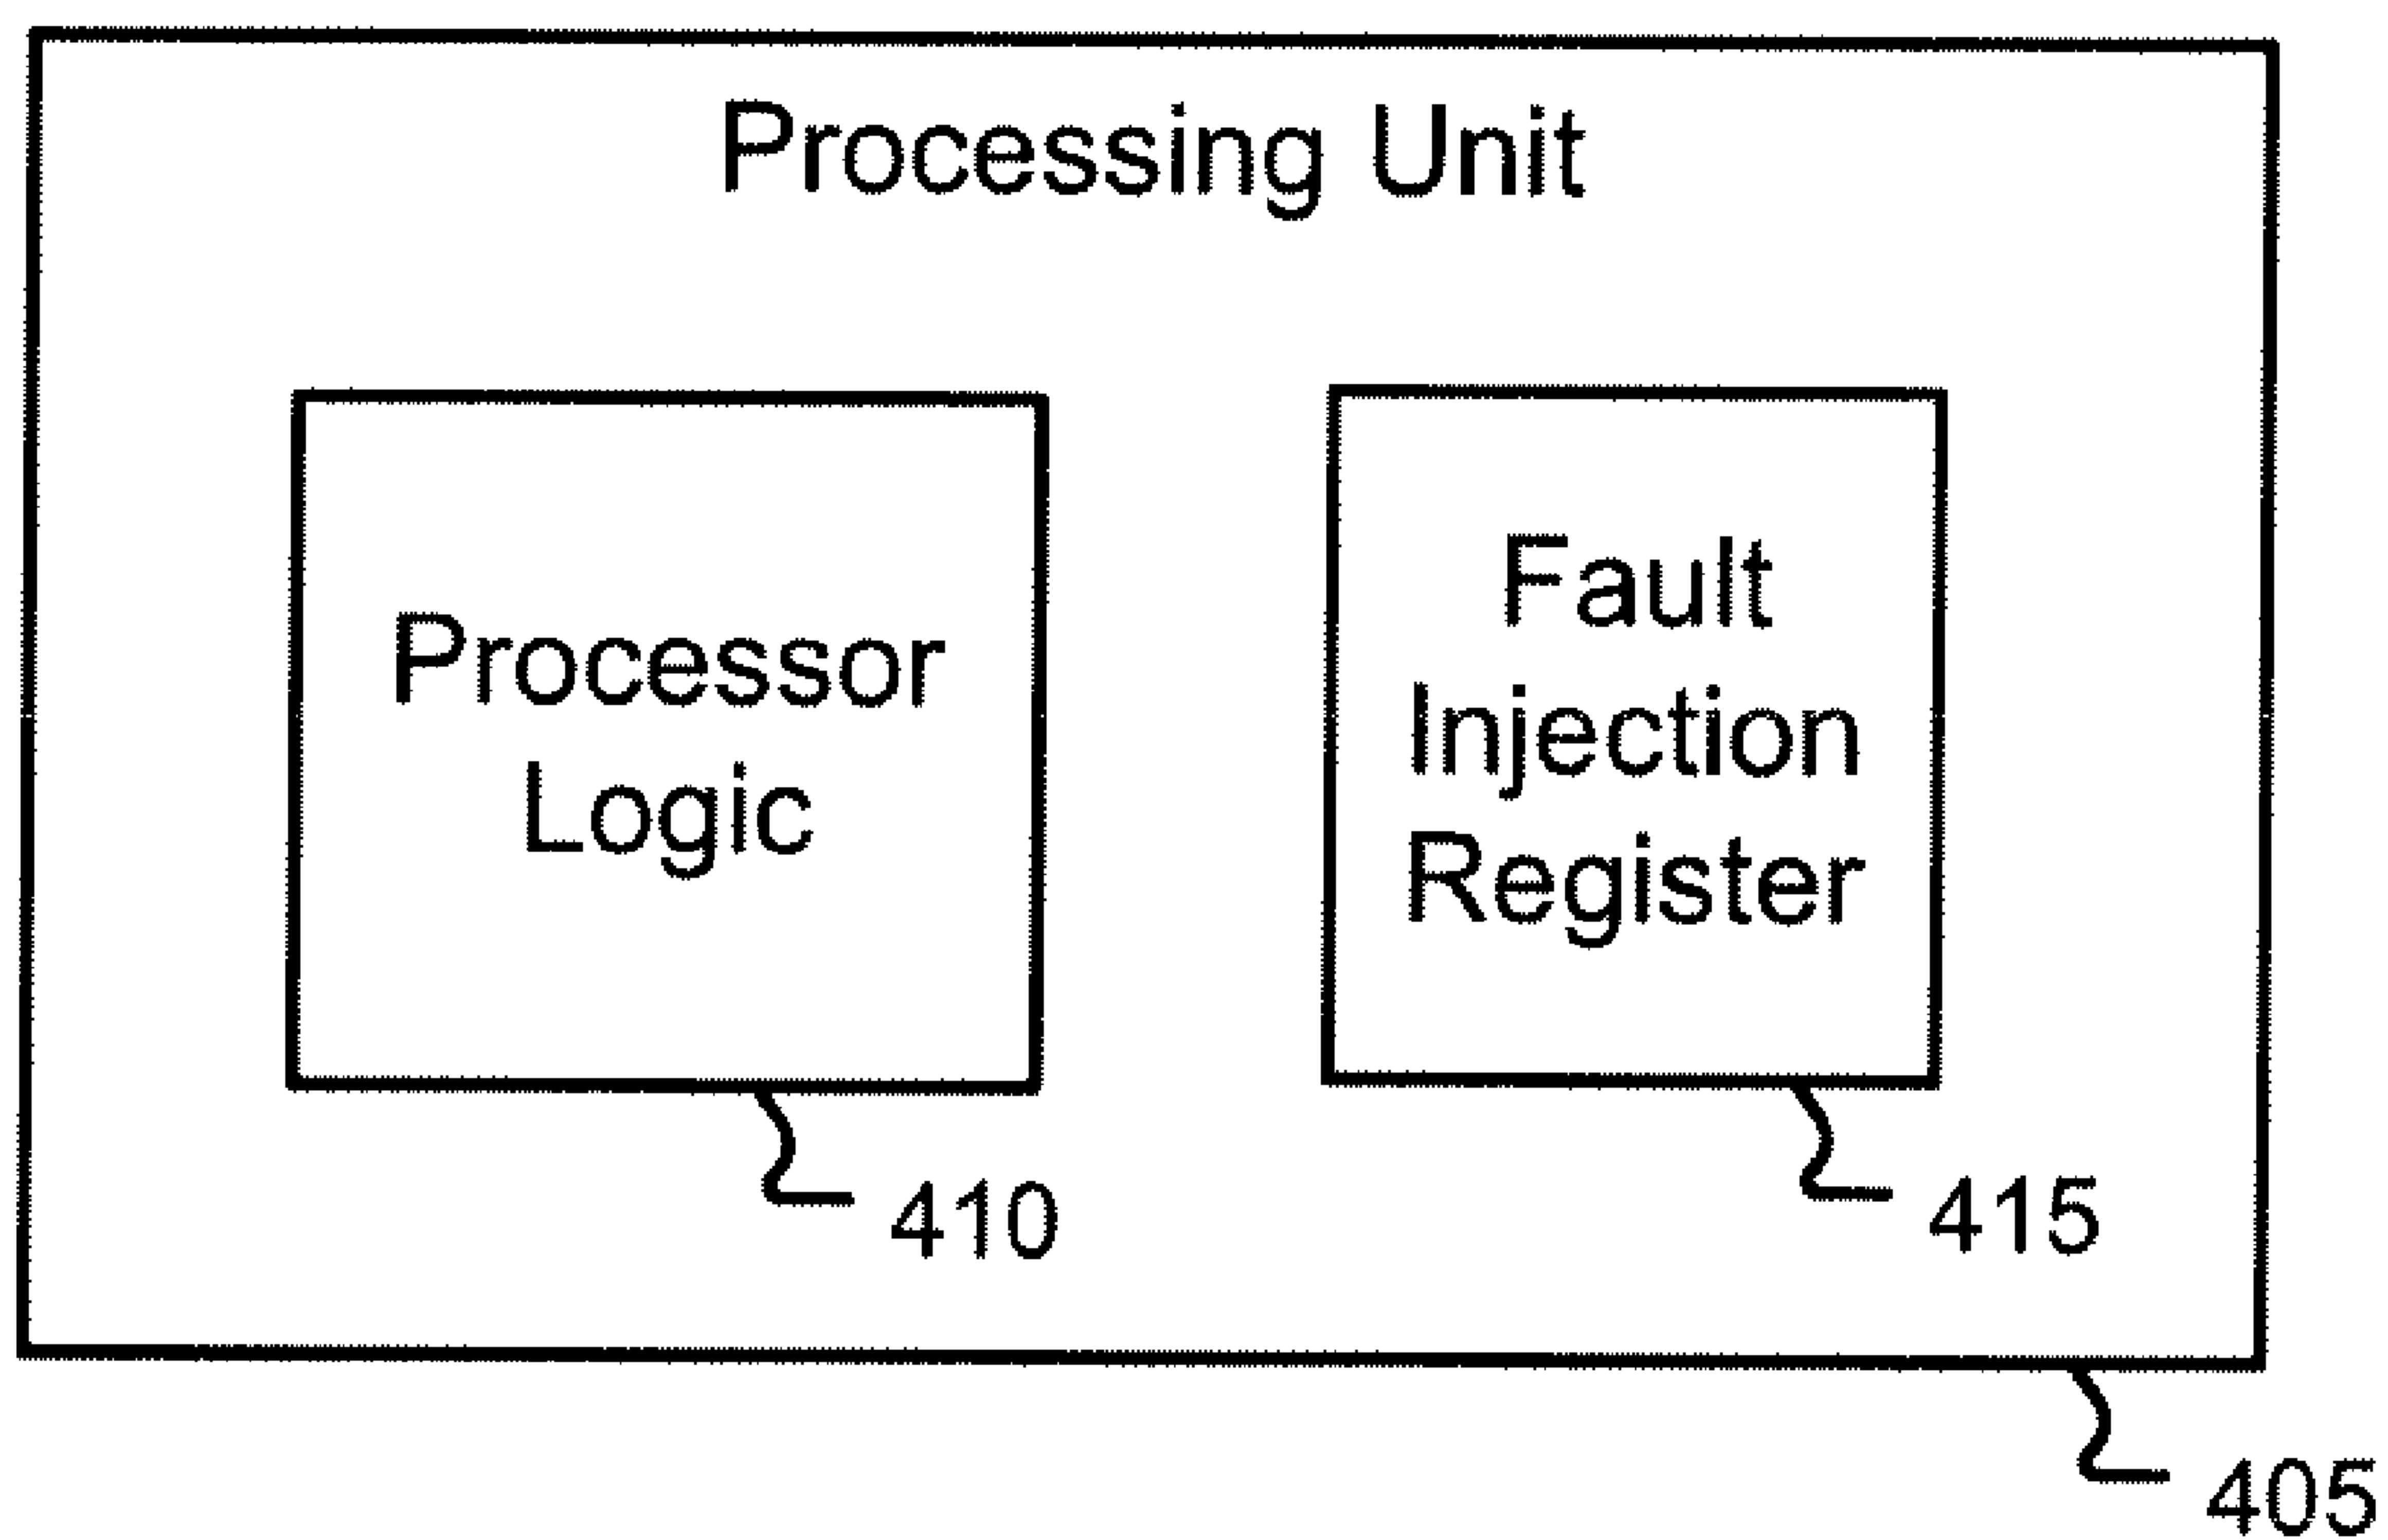 Processing Unit
Processor
Logic
Fault
Injection
Register
410
415
405